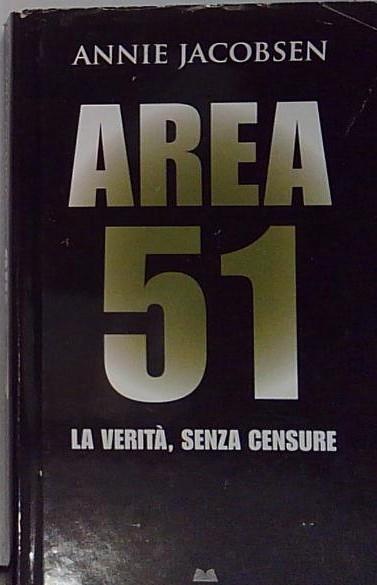 ANNIE JACOBSEN
AREA
51
LA VERITÀ, SENZA CENSURE